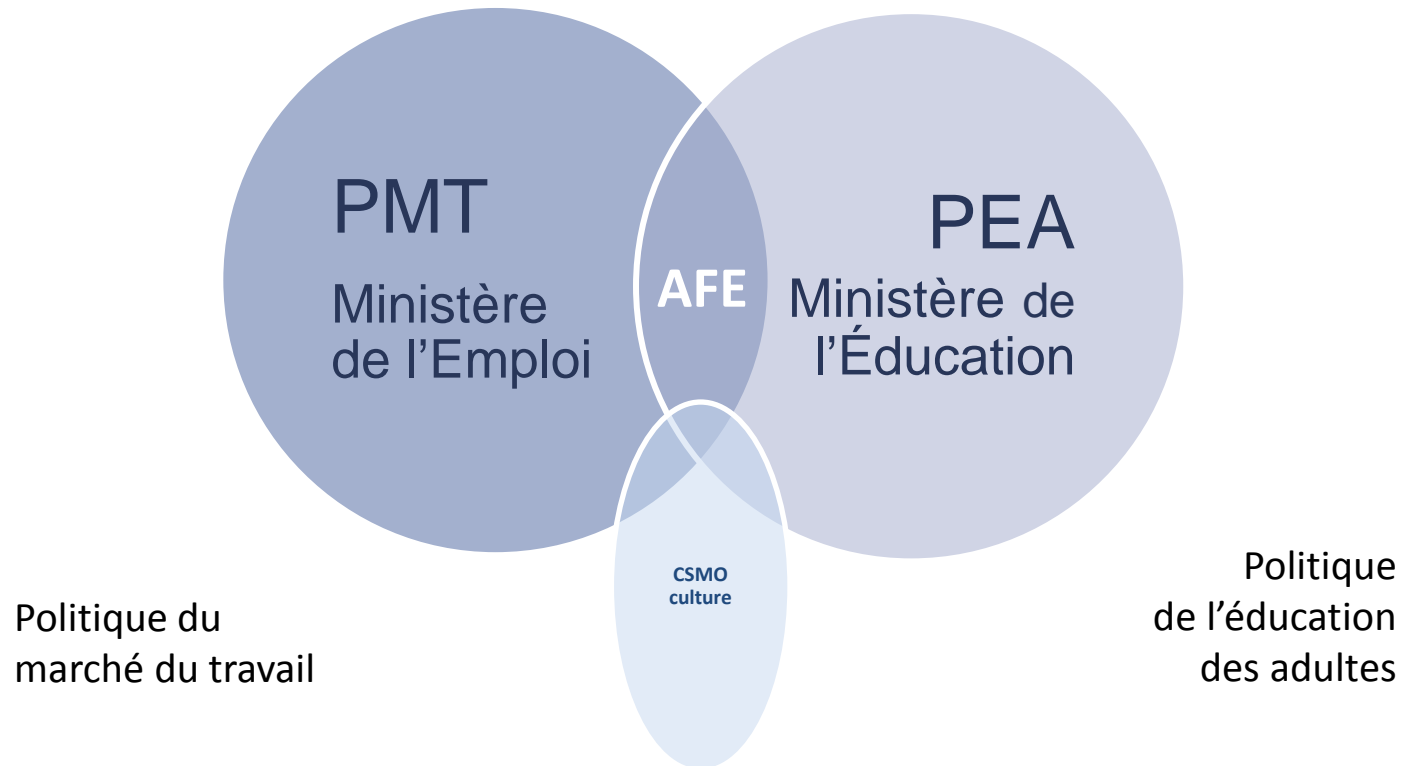 PMT
Ministère
de l’Emploi
AFE
PEA
Ministère de
l’Éducation
CSMO
culture
Politique du
marché du travail
Politique
de l’éducation
des adultes